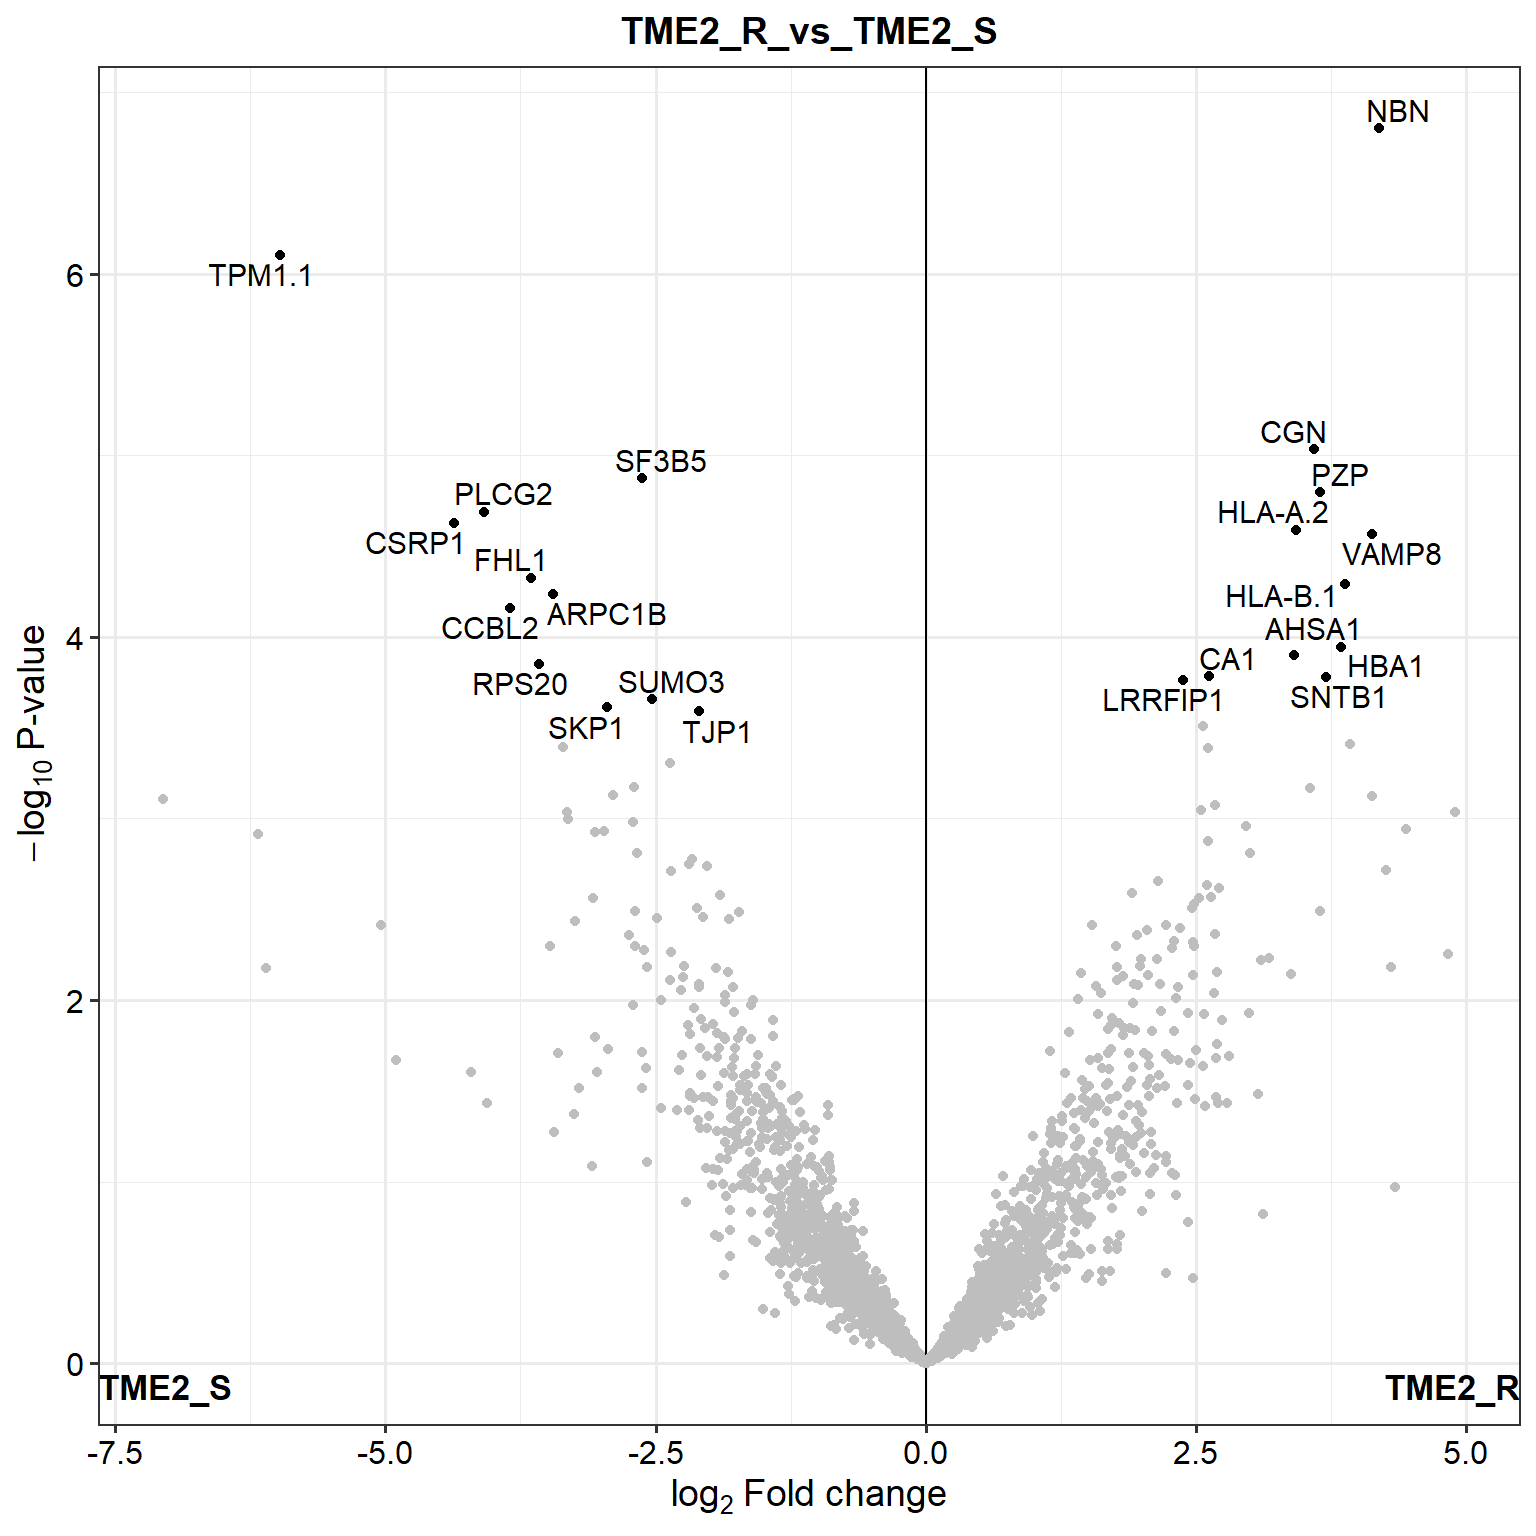 TME2_R_vs_TME2_S
NBN
TPM1.1
6
CGN
SF3B5
PZP
PLCG2
HLA-A.2
CSRP1
VAMP8
FHL1
HLA-B.1
ARPC1B
CCBL2
AHSA1
4
CA1
HBA1
RPS20
SUMO3
LRRFIP1
SNTB1
SKP1
TJP1
−log10 P-value
2
0
TME2_S
TME2_R
-7.5
-5.0
-2.5
0.0
2.5
5.0
log2 Fold change